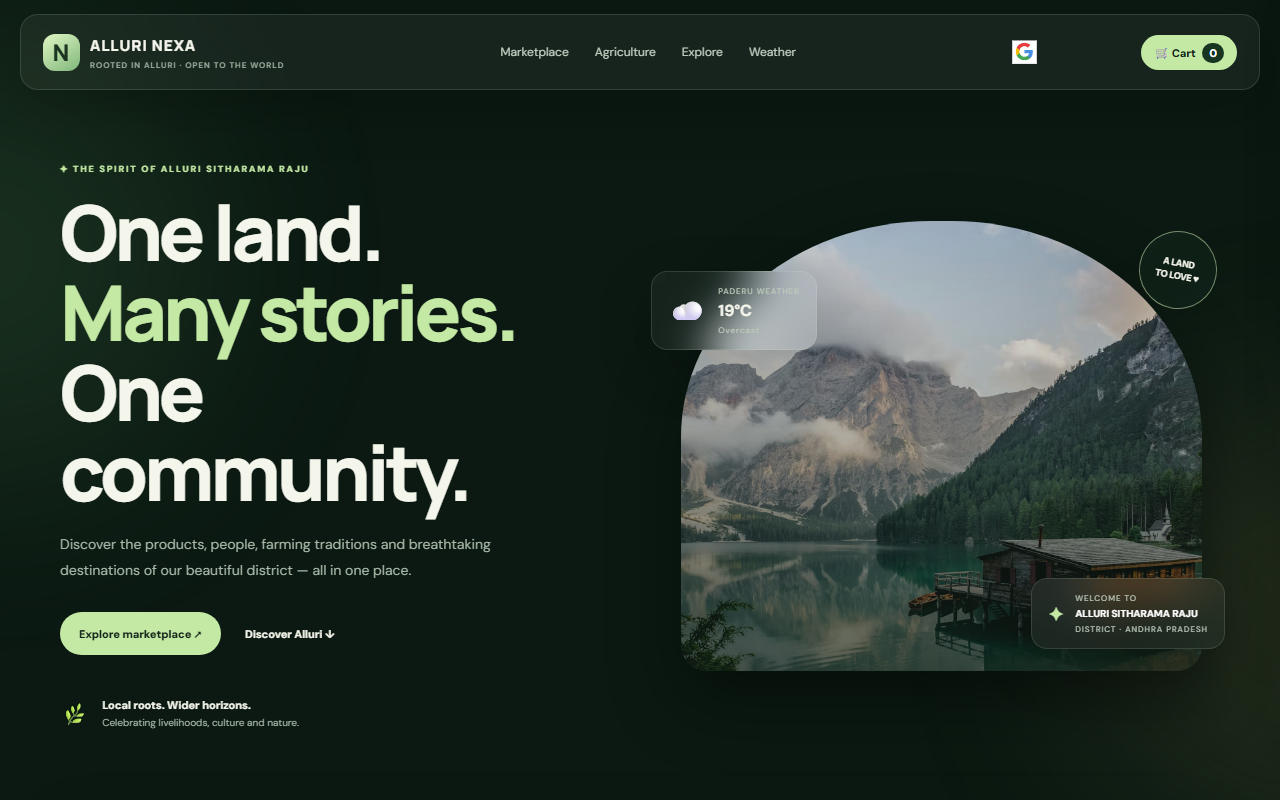 N
ALLURI NEXA
ROOTED IN ALLURI · OPEN TO THE WORLD
Marketplace
Agriculture
Explore
Weather
G
Cart 0
✦ THE SPIRIT OF ALLURI SITHARAMA RAJU
One land.
Many stories.
One
community.
Discover the products, people, farming traditions and breathtaking
destinations of our beautiful district — all in one place.
Explore marketplace ↗
Discover Alluri ↓
Local roots. Wider horizons.
Celebrating livelihoods, culture and nature.
PADERU WEATHER
19°C
Overcast
A LAND
TO LOVE ♥
WELCOME TO
ALLURI SITHARAMA RAJU
DISTRICT · ANDHRA PRADESH